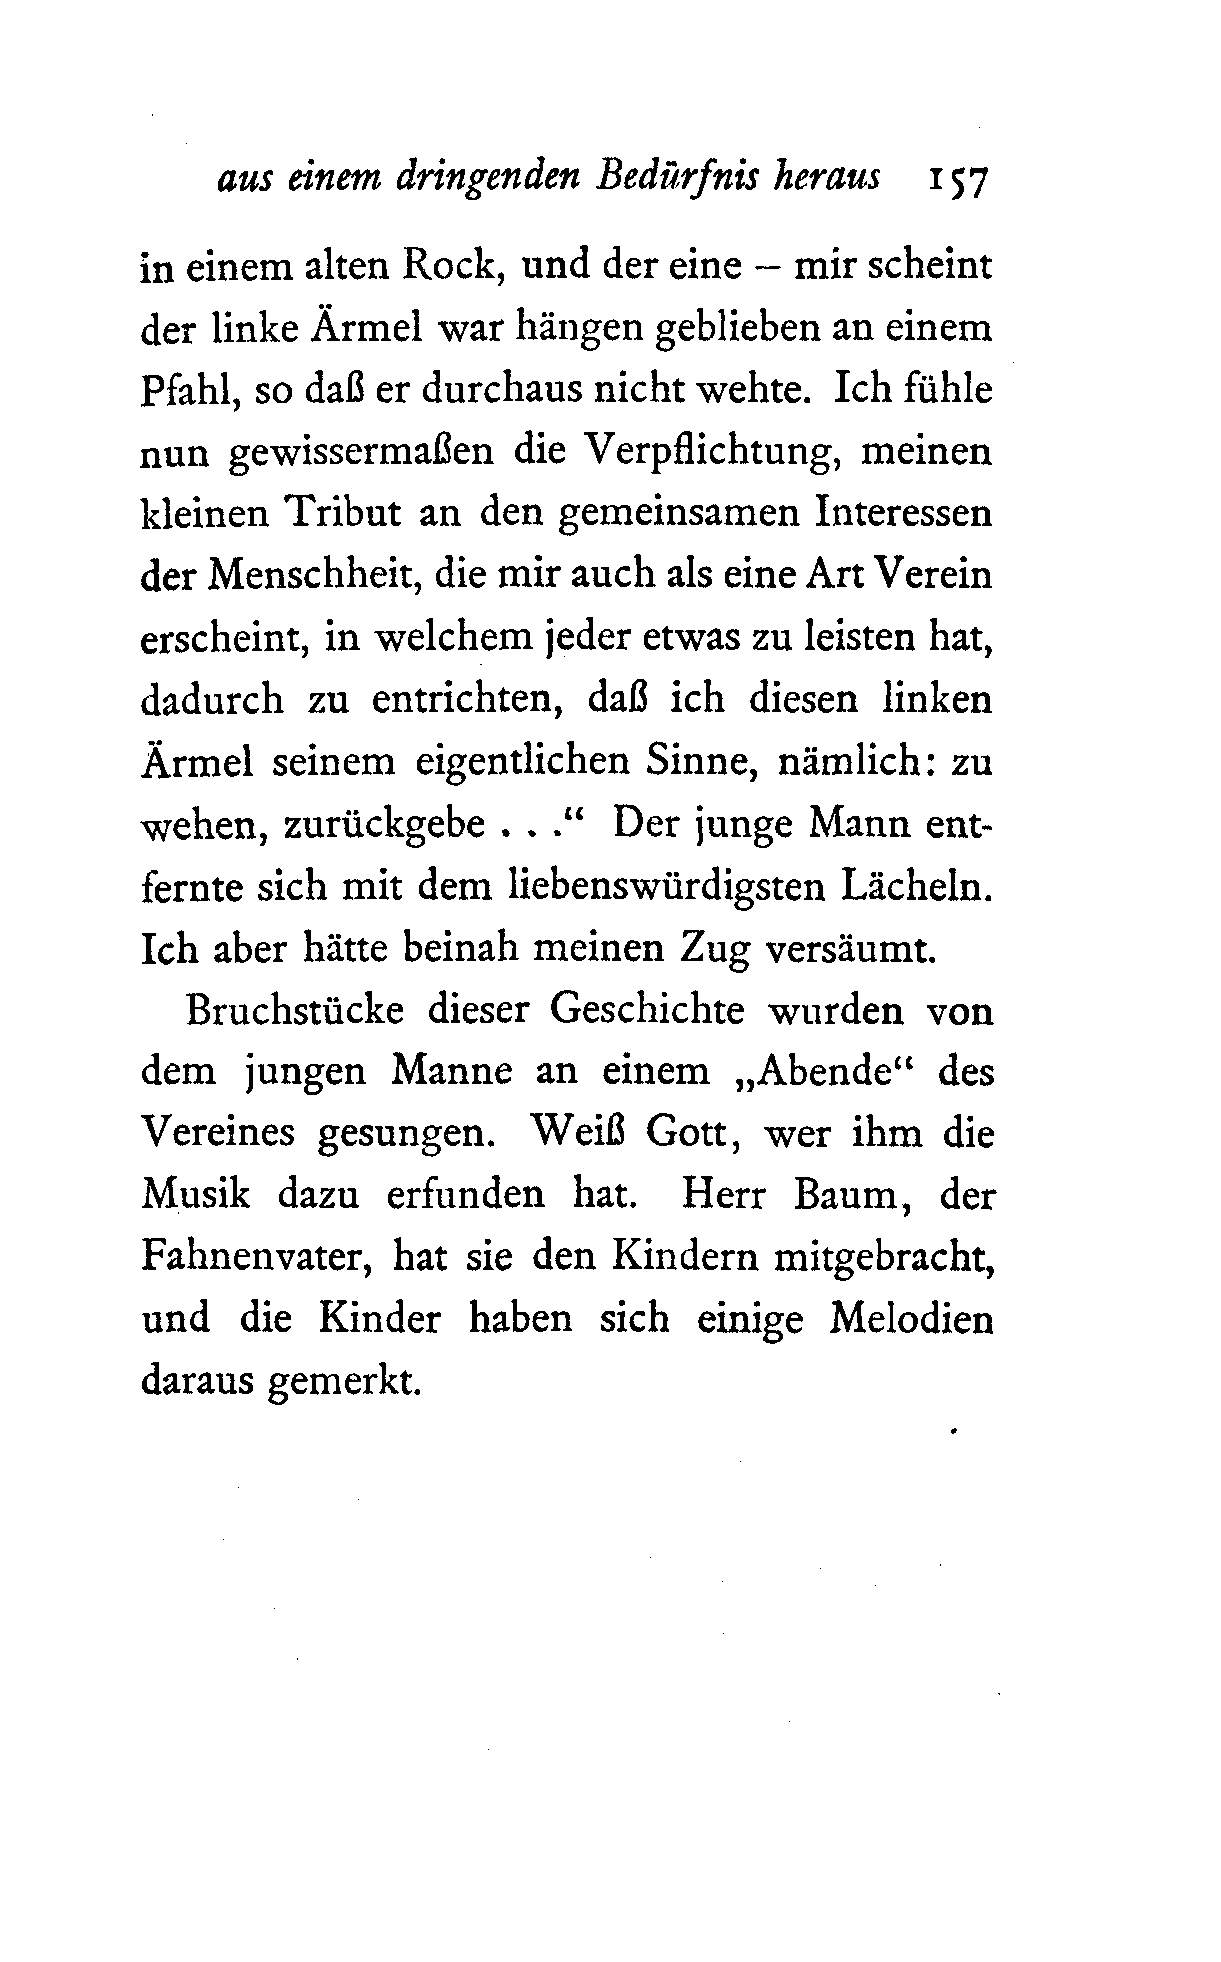 aus einem dringenden Bedürfnis heraus 157
in einem alten Rock, und der eine – mir scheint
der linke Ärmel war hängen geblieben an einem
Pfahl, so daß er durchaus nicht wehte. Ich fühle
nun gewissermaßen die Verpflichtung, meinen
kleinen Tribut an den gemeinsamen Interessen
der Menschheit, die mir auch als eine Art Verein
erscheint, in welchem jeder etwas zu leisten hat,
dadurch zu entrichten, daß ich diesen linken
Ärmel seinem eigentlichen Sinne, nämlich: zu
wehen, zurückgebe . . .“ Der junge Mann ent-
fernte sich mit dem liebenswürdigsten Lächeln.
Ich aber hätte beinah meinen Zug versäumt.
Bruchstücke dieser Geschichte wurden von
dem jungen Manne an einem „Abende“ des
Vereines gesungen. Weiß Gott, wer ihm die
Musik dazu erfunden hat. Herr Baum, der
Fahnenvater, hat sie den Kindern mitgebracht,
und die Kinder haben sich einige Melodien
daraus gemerkt.